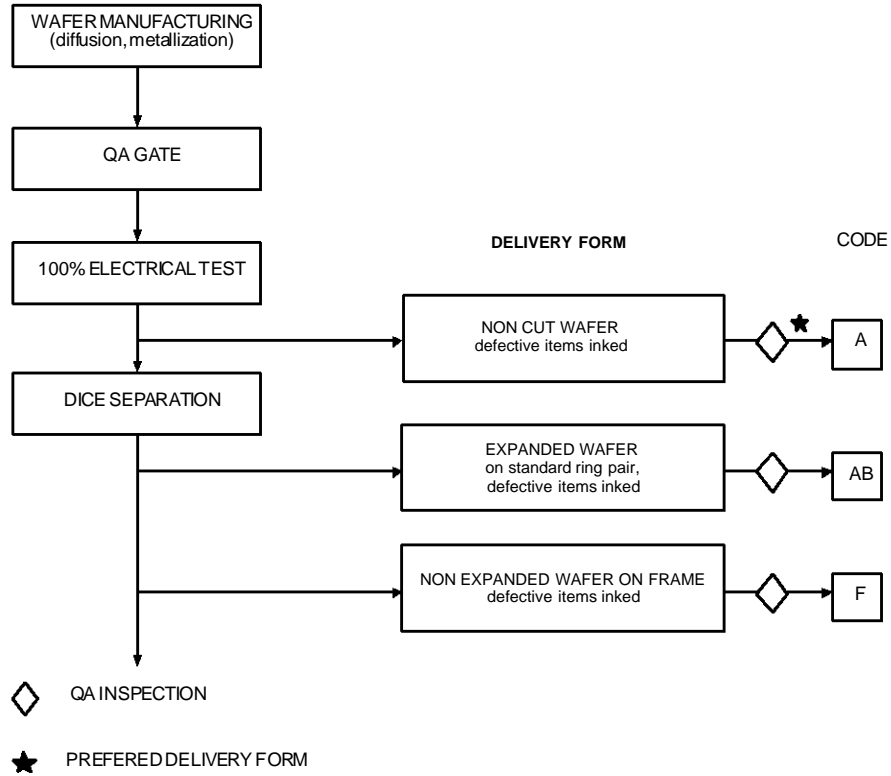 WAFER MANUFACTURING
(diffusion, metallization)
QA GATE
100% ELECTRICAL TEST
DELIVERY FORM
CODE
NON CUT WAFER
defective items inked
A
DICE SEPARATION
EXPANDED WAFER
on standard ring pair,
defective items inked
AB
NON EXPANDED WAFER ON FRAME
defective items inked
F
QA INSPECTION
PREFERED DELIVERY FORM